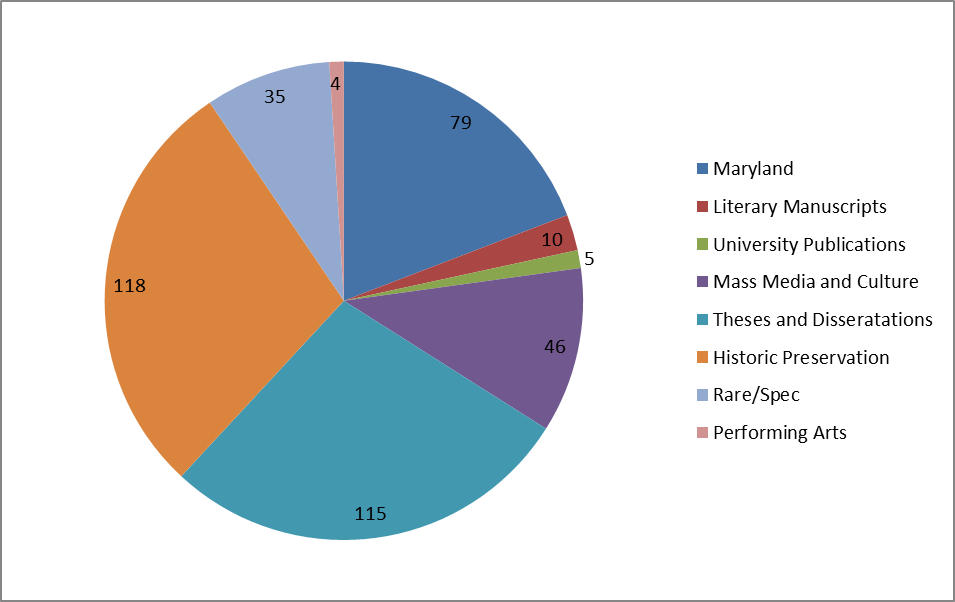 4
35
79
10
5
118
46
115
Maryland
Literary Manuscripts
University Publications
Mass Media and Culture
Theses and Disseratations
Historic Preservation
Rare/Spec
Performing Arts